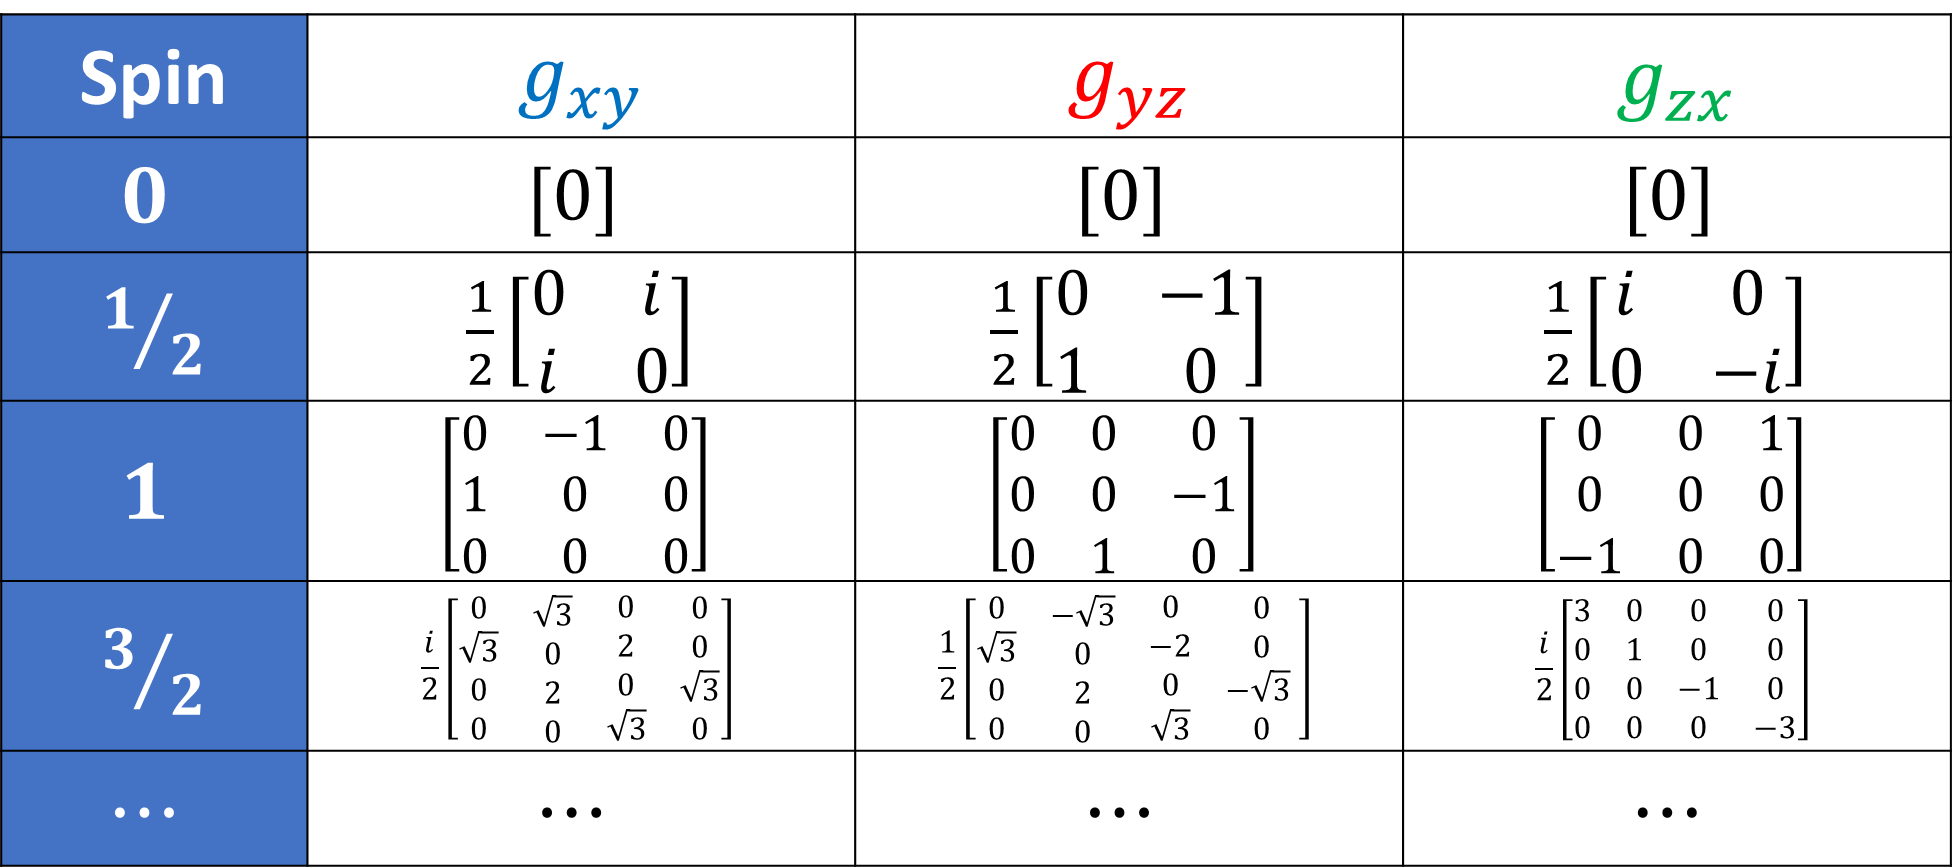 Spin g_xy g_yz g_zx
0 [0] [0] [0]
1/2 1/2 [0 i; i 0] 1/2 [0 −1; 1 0] 1/2 [i 0; 0 −i]
1 [0 −1 0; 1 0 0; 0 0 0] [0 0 0; 0 0 −1; 0 1 0] [0 0 1; 0 0 0; −1 0 0]
3/2 i/2 [0 √3 0 0; √3 0 2 0; 0 2 0 √3; 0 0 √3 0] 1/2 [0 −√3 0 0; √3 0 −2 0; 0 2 0 −√3; 0 0 √3 0] i/2 [3 0 0 0; 0 1 0 0; 0 0 −1 0; 0 0 0 −3]
… … … …